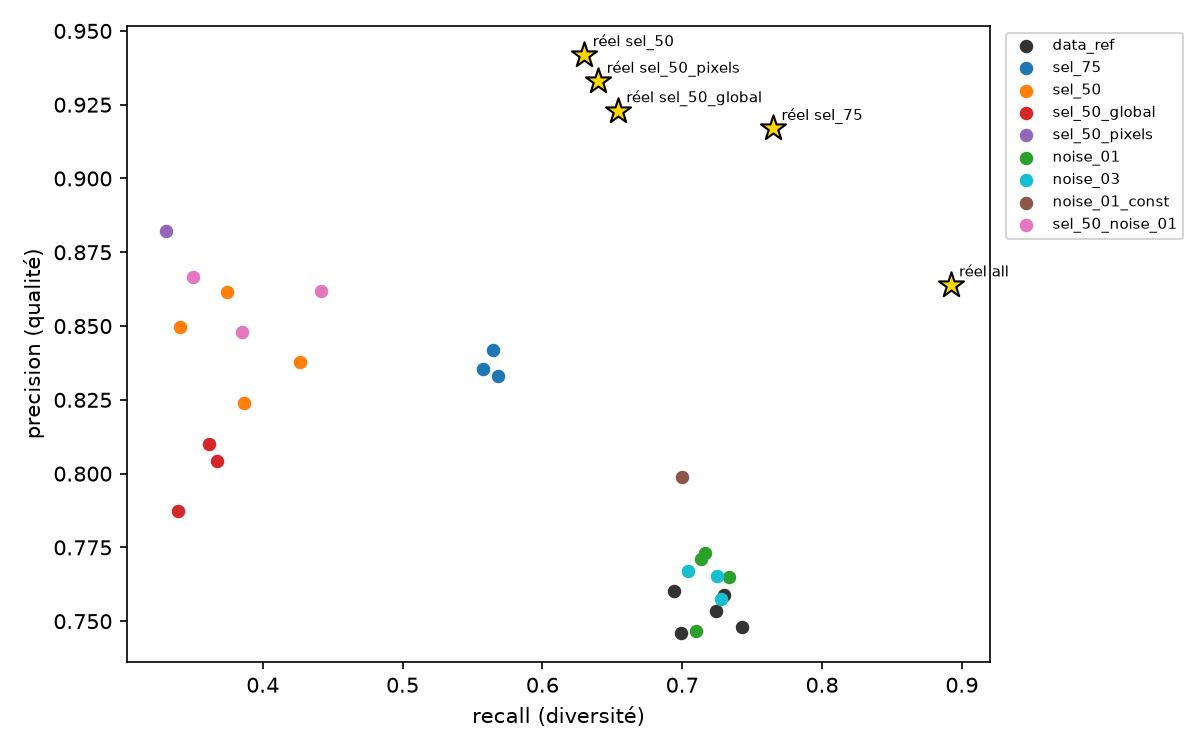 0.950
0.925
0.900
0.875
0.850
0.825
0.800
0.775
0.750
precision (qualité)
0.4 0.5 0.6 0.7 0.8 0.9
recall (diversité)
réel sel_50
réel sel_50_pixels
réel sel_50_global
réel sel_75
réel all
data_ref
sel_75
sel_50
sel_50_global
sel_50_pixels
noise_01
noise_03
noise_01_const
sel_50_noise_01